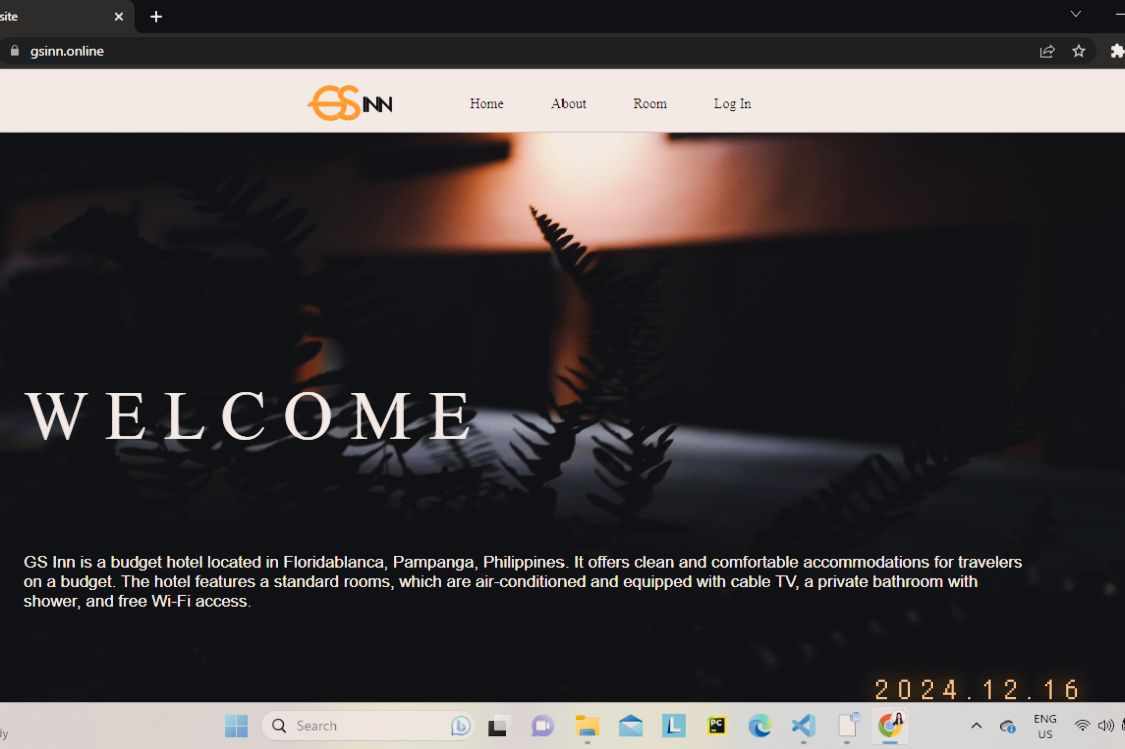 site
gsinn.online
GS INN
Home About Room Log In
WELCOME
GS Inn is a budget hotel located in Floridablanca, Pampanga, Philippines. It offers clean and comfortable accommodations for travelers
on a budget. The hotel features a standard rooms, which are air-conditioned and equipped with cable TV, a private bathroom with
shower, and free Wi-Fi access.
2024.12.16
Search
L
PC
ENG
US